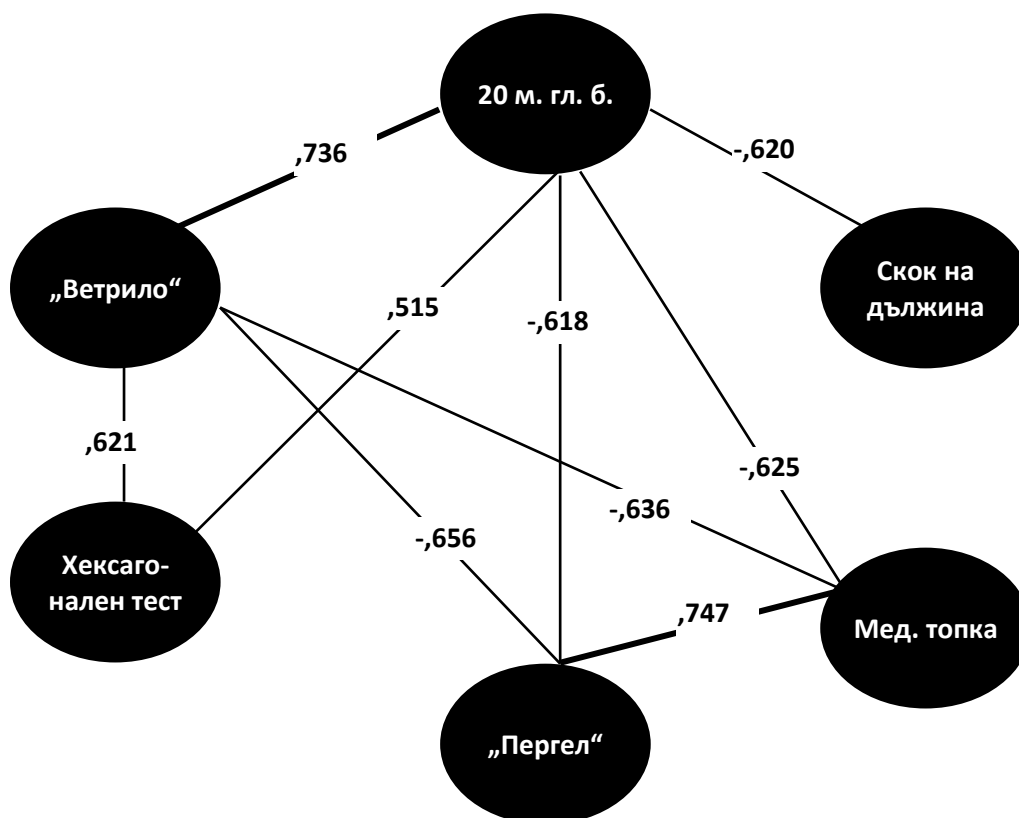 20 м. гл. б.
,736
-,620
„Ветрило“
Скок на
дължина
,515
-,618
,621
-,625
-,636
-,656
Хексаго-
нален тест
,747
Мед. топка
„Пергел“